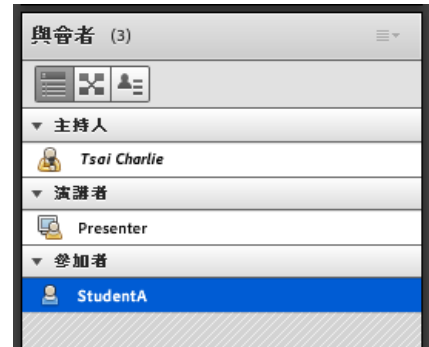 與會者 (3)
主持人
Tsai Charlie
演講者
Presenter
參加者
StudentA